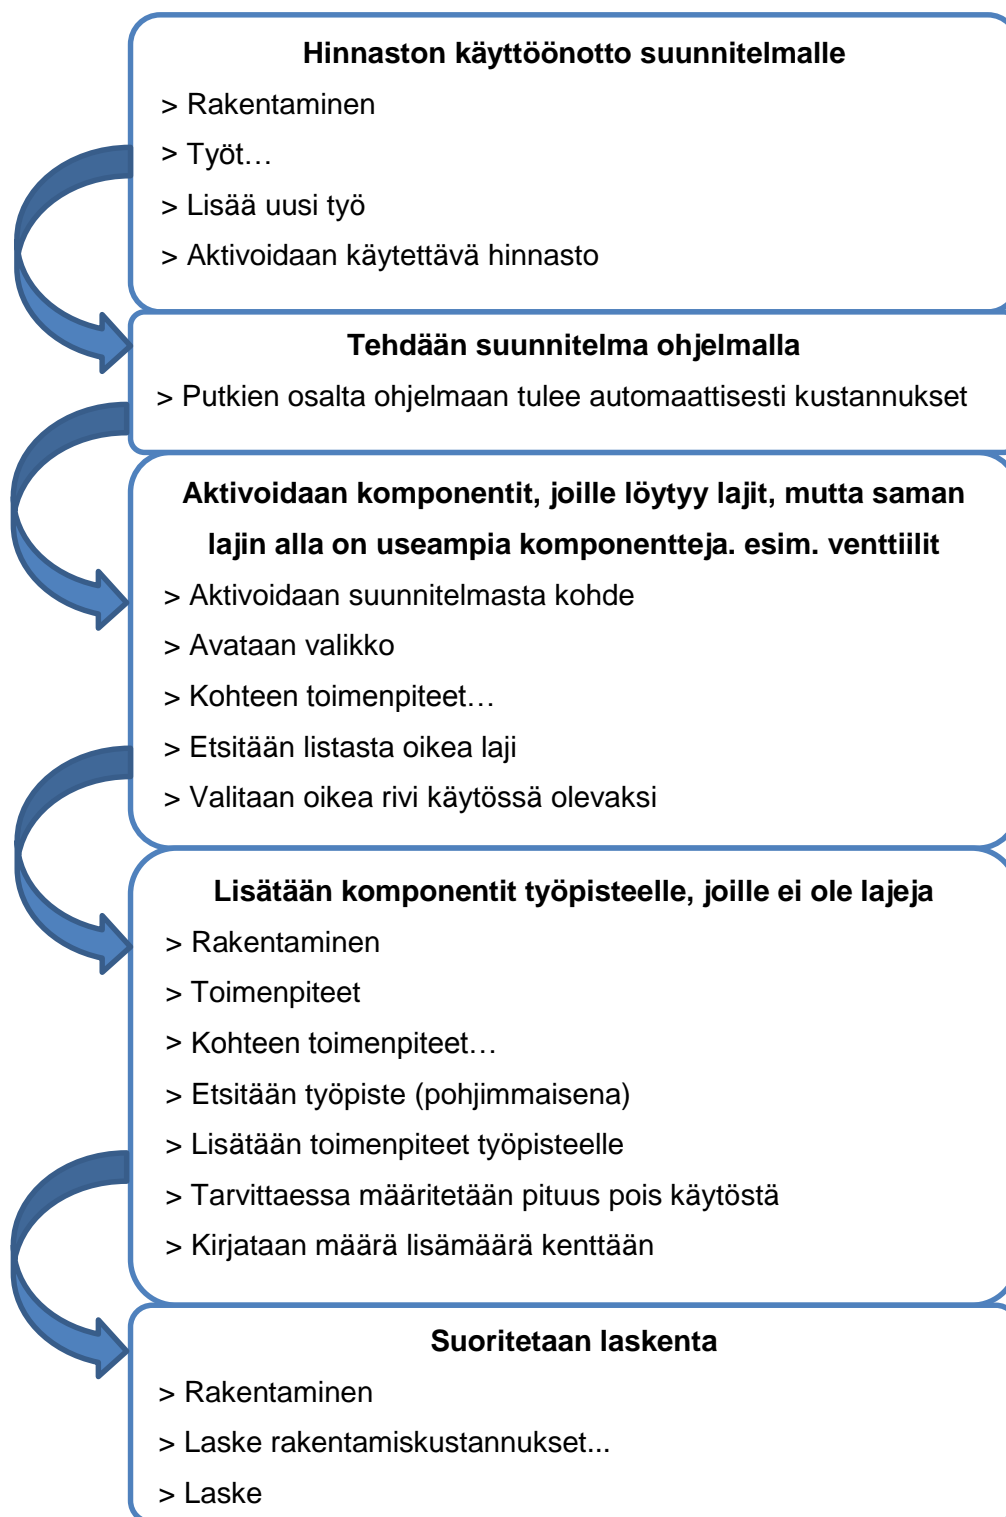 Hinnaston käyttöönotto suunnitelmalle
> Rakentaminen
> Työt…
> Lisää uusi työ
> Aktivoidaan käytettävä hinnasto
Tehdään suunnitelma ohjelmalla
> Putkien osalta ohjelmaan tulee automaattisesti kustannukset
Aktivoidaan komponentit, joille löytyy lajit, mutta saman
lajin alla on useampia komponentteja. esim. venttiilit
> Aktivoidaan suunnitelmasta kohde
> Avataan valikko
> Kohteen toimenpiteet…
> Etsitään listasta oikea laji
> Valitaan oikea rivi käytössä olevaksi
Lisätään komponentit työpisteelle, joille ei ole lajeja
> Rakentaminen
> Toimenpiteet
> Kohteen toimenpiteet…
> Etsitään työpiste (pohjimmaisena)
> Lisätään toimenpiteet työpisteelle
> Tarvittaessa määritetään pituus pois käytöstä
> Kirjataan määrä lisämäärä kenttään
Suoritetaan laskenta
> Rakentaminen
> Laske rakentamiskustannukset...
> Laske